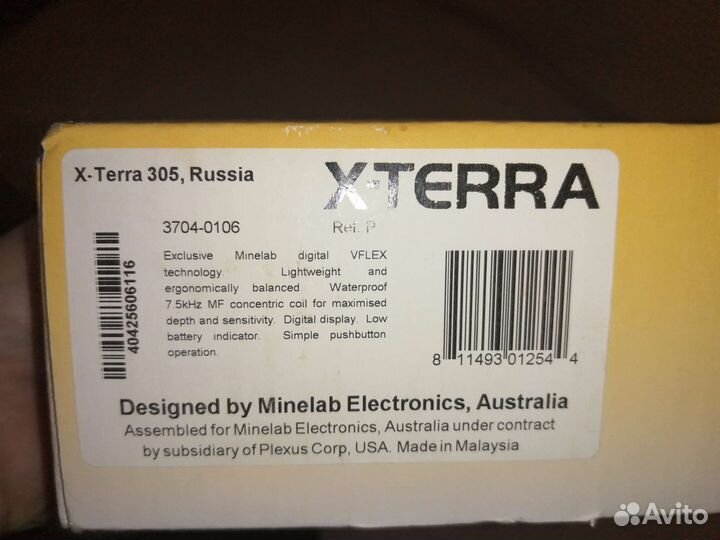 X-Terra 305, Russia
X-TERRA
3704-0106
Rei. P
Exclusive Minelab digital VFLEX
technology. Lightweight and
ergonomically balanced. Waterproof
7.5kHz MF concentric coil for maximised
depth and sensitivity. Digital display. Low
battery indicator. Simple pushbutton
operation.
40425606116
8 11493 01254 4
Designed by Minelab Electronics, Australia
Assembled for Minelab Electronics, Australia under contract
by subsidiary of Plexus Corp, USA. Made in Malaysia
Avito